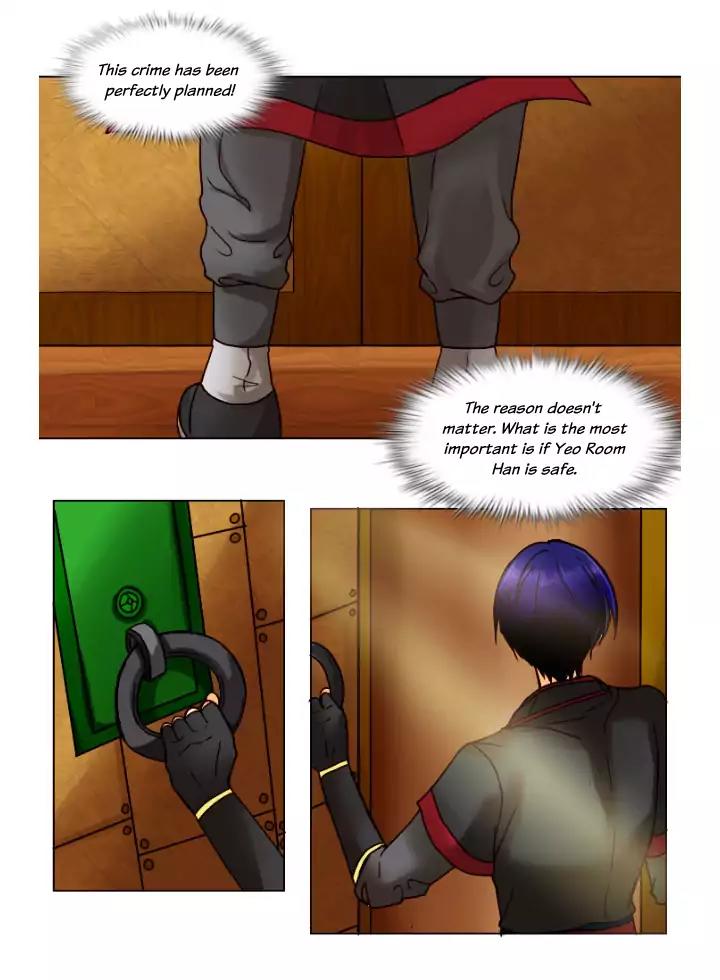 This crime has been
perfectly planned!
The reason doesn't
matter. What is the most
important is if Yeo Room
Han is safe.